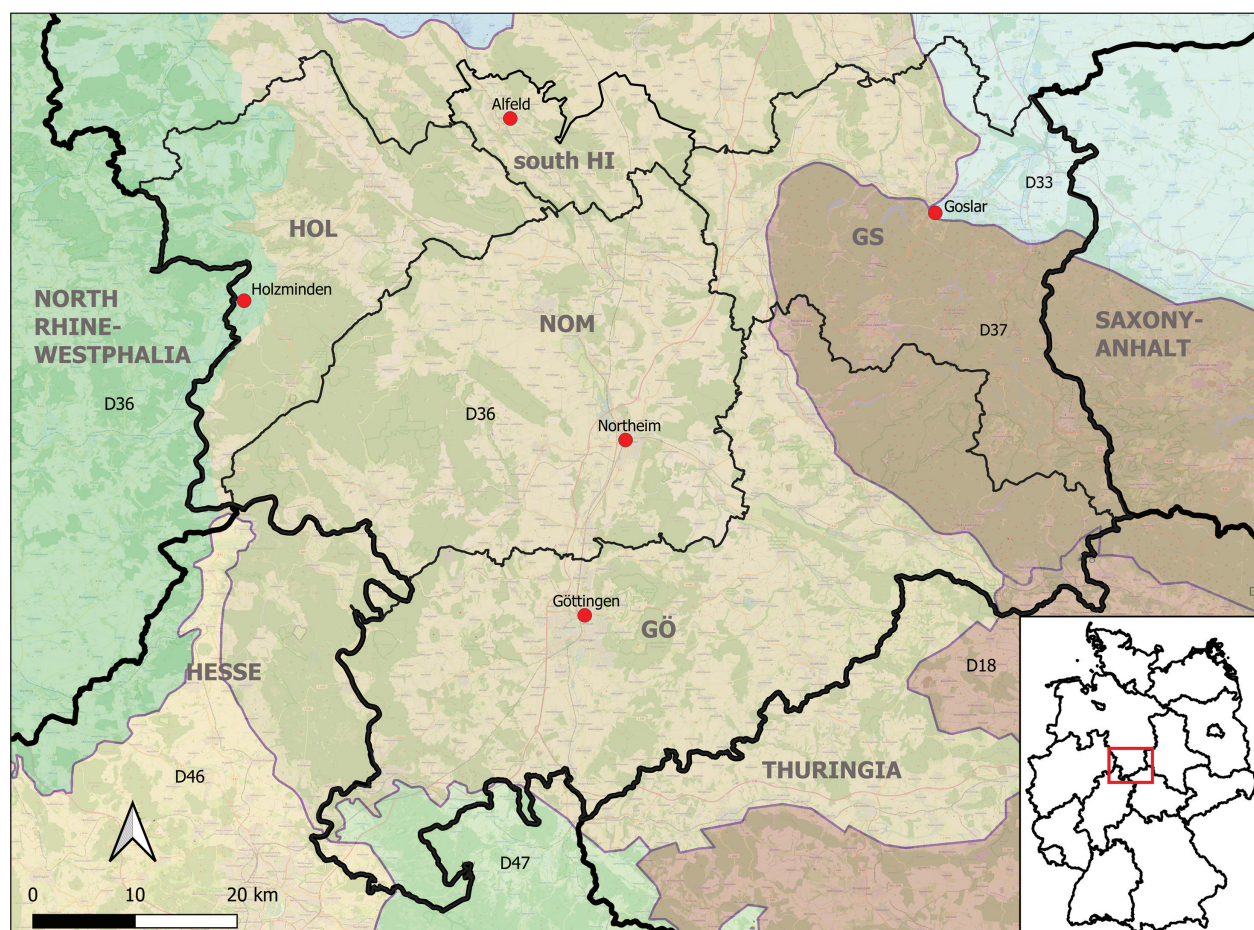 Alfeld
south HI
D33
Goslar
HOL
GS
Holzminden
NORTH
RHINE-
WESTPHALIA
NOM
D37
SAXONY-
ANHALT
D36
D36
Northeim
Göttingen
GÖ
HESSE
D18
D46
THURINGIA
D47
0 10 20 km